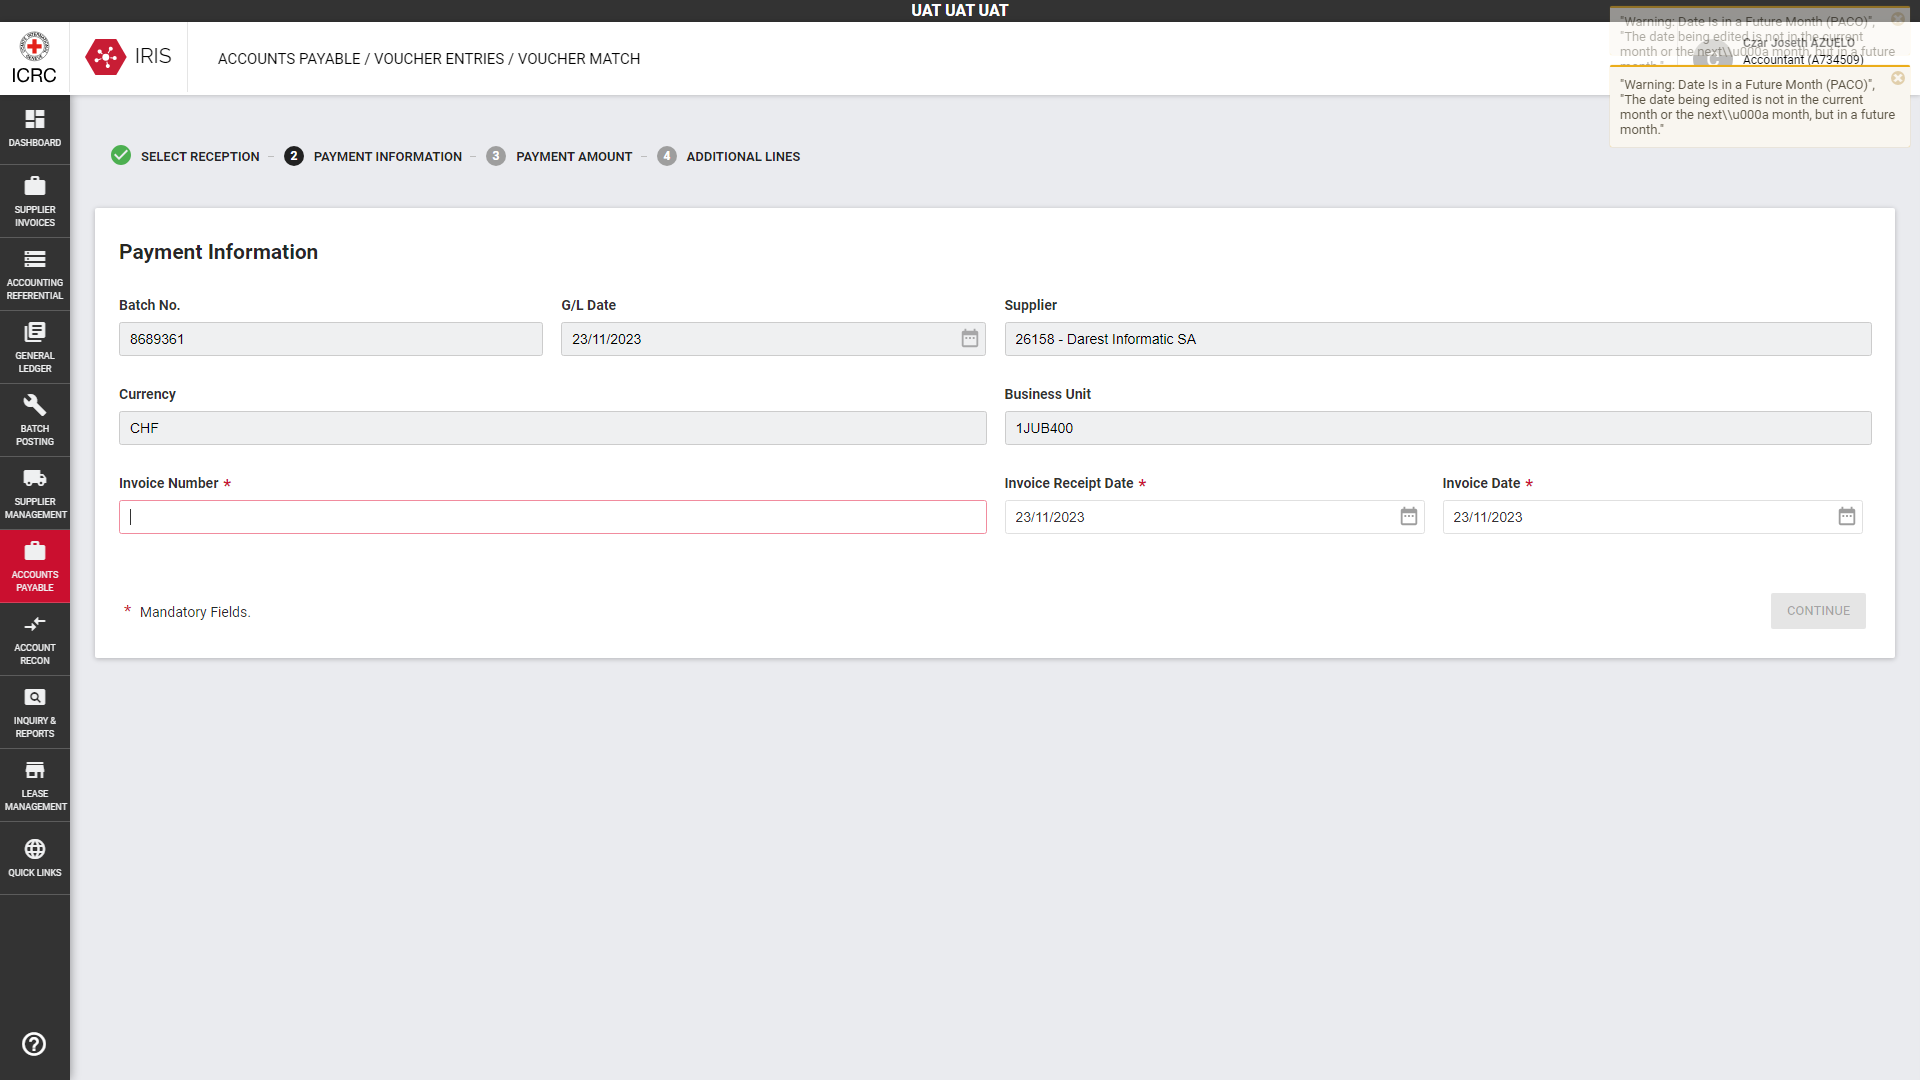 UAT UAT UAT
ICRC
IRIS
ACCOUNTS PAYABLE / VOUCHER ENTRIES / VOUCHER MATCH
"Warning: Date Is in a Future Month (PACO)",
"The date being edited is not in the current
month or the next\\u000a month, but in a future
month."
Czar Joseth AZUELO
Accountant (A734509)
C
"Warning: Date Is in a Future Month (PACO)",
"The date being edited is not in the current
month or the next\\u000a month, but in a future
month."
DASHBOARD
SUPPLIER
INVOICES
ACCOUNTING
REFERENTIAL
GENERAL
LEDGER
BATCH
POSTING
SUPPLIER
MANAGEMENT
ACCOUNTS
PAYABLE
ACCOUNT
RECON
INQUIRY &
REPORTS
LEASE
MANAGEMENT
QUICK LINKS
SELECT RECEPTION – 2 PAYMENT INFORMATION – 3 PAYMENT AMOUNT – 4 ADDITIONAL LINES
Payment Information
Batch No. G/L Date Supplier
8689361 23/11/2023 26158 - Darest Informatic SA
Currency Business Unit
CHF 1JUB400
Invoice Number * Invoice Receipt Date * Invoice Date *
23/11/2023 23/11/2023
* Mandatory Fields.
CONTINUE